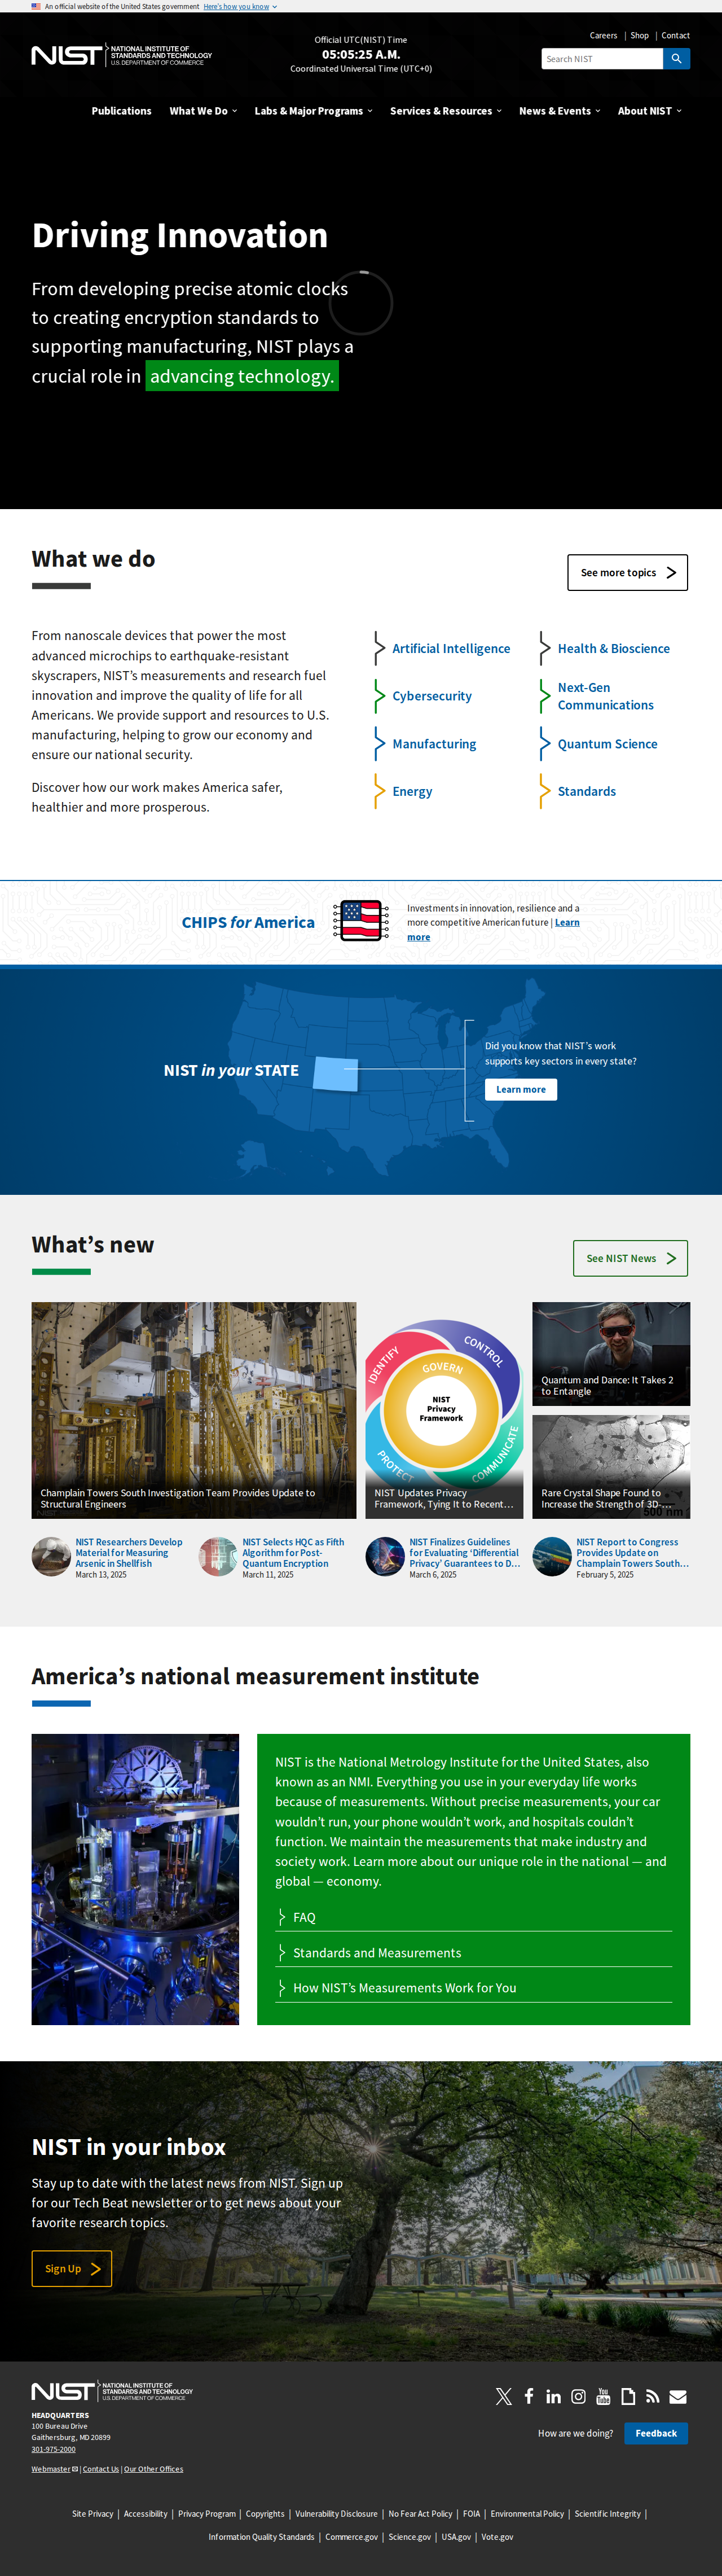 An official website of the United States government Here's how you know
NIST NATIONAL INSTITUTE OF
STANDARDS AND TECHNOLOGY
U.S. DEPARTMENT OF COMMERCE
Official UTC(NIST) Time
05:05:25 A.M.
Coordinated Universal Time (UTC+0)
Careers | Shop | Contact
Search NIST
Publications What We Do Labs & Major Programs Services & Resources News & Events About NIST
Driving Innovation
From developing precise atomic clocks
to creating encryption standards to
supporting manufacturing, NIST plays a
crucial role in advancing technology.
What we do
See more topics
From nanoscale devices that power the most
advanced microchips to earthquake-resistant
skyscrapers, NIST's measurements and research fuel
innovation and improve the quality of life for all
Americans. We provide support and resources to U.S.
manufacturing, helping to grow our economy and
ensure our national security.
Discover how our work makes America safer,
healthier and more prosperous.
Artificial Intelligence
Health & Bioscience
Cybersecurity
Next-Gen
Communications
Manufacturing
Quantum Science
Energy
Standards
CHIPS for America
Investments in innovation, resilience and a
more competitive American future | Learn
more
NIST in your STATE
Did you know that NIST's work
supports key sectors in every state?
Learn more
What's new
See NIST News
Champlain Towers South Investigation Team Provides Update to
Structural Engineers
IDENTIFY
GOVERN
CONTROL
NIST
Privacy
Framework
PROTECT
COMMUNICATE
NIST Updates Privacy
Framework, Tying It to Recent…
Quantum and Dance: It Takes 2
to Entangle
Rare Crystal Shape Found to
Increase the Strength of 3D-…
500 nm
NIST Researchers Develop
Material for Measuring
Arsenic in Shellfish
March 13, 2025
NIST Selects HQC as Fifth
Algorithm for Post-
Quantum Encryption
March 11, 2025
NIST Finalizes Guidelines
for Evaluating 'Differential
Privacy' Guarantees to D…
March 6, 2025
NIST Report to Congress
Provides Update on
Champlain Towers South…
February 5, 2025
America's national measurement institute
NIST is the National Metrology Institute for the United States, also
known as an NMI. Everything you use in your everyday life works
because of measurements. Without precise measurements, your car
wouldn't run, your phone wouldn't work, and hospitals couldn't
function. We maintain the measurements that make industry and
society work. Learn more about our unique role in the national — and
global — economy.
FAQ
Standards and Measurements
How NIST's Measurements Work for You
NIST in your inbox
Stay up to date with the latest news from NIST. Sign up
for our Tech Beat newsletter or to get news about your
favorite research topics.
Sign Up
NIST NATIONAL INSTITUTE OF
STANDARDS AND TECHNOLOGY
U.S. DEPARTMENT OF COMMERCE
HEADQUARTERS
100 Bureau Drive
Gaithersburg, MD 20899
301-975-2000
Webmaster | Contact Us | Our Other Offices
You
Tube
How are we doing? Feedback
Site Privacy | Accessibility | Privacy Program | Copyrights | Vulnerability Disclosure | No Fear Act Policy | FOIA | Environmental Policy | Scientific Integrity |
Information Quality Standards | Commerce.gov | Science.gov | USA.gov | Vote.gov